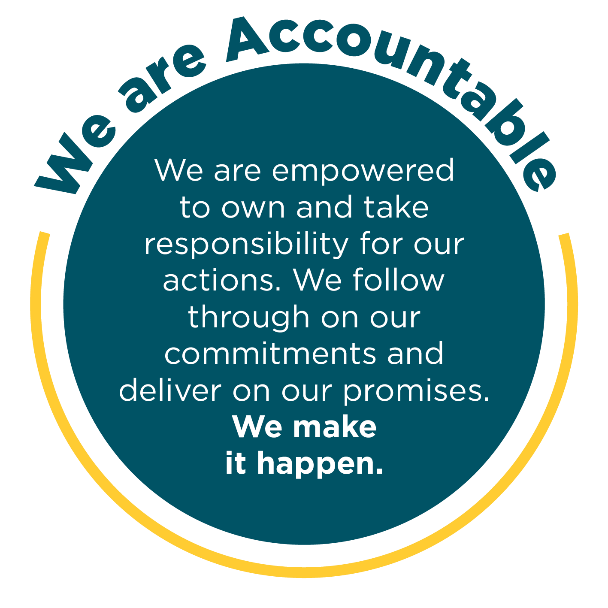 We are Accountable
We are empowered
to own and take
responsibility for our
actions. We follow
through on our
commitments and
deliver on our promises.
We make
it happen.